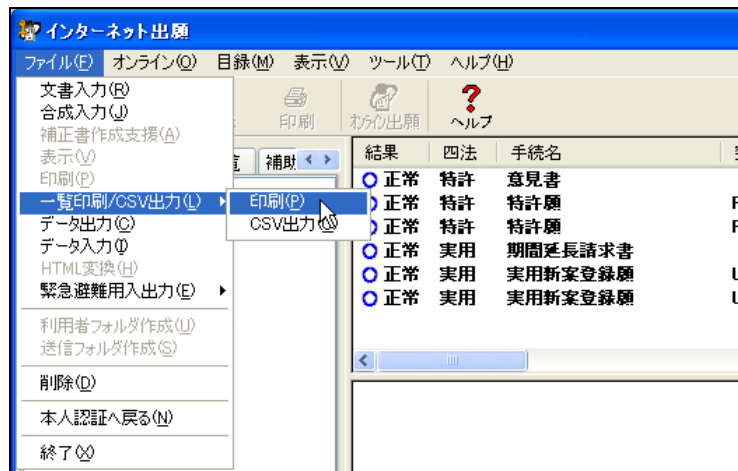 インターネット出願
ファイル(F) オンライン(O) 目録(M) 表示(V) ツール(T) ヘルプ(H)
文書入力(R)
合成入力(J)
補正書作成支援(A)
表示(V)
印刷(P)
一覧印刷/CSV出力(L)
データ出力(C)
データ入力(I)
HTML変換(H)
緊急避難用入出力(E)
利用者フォルダ作成(U)
送信フォルダ作成(S)
削除(D)
本人認証へ戻る(N)
終了(X)
印刷(P)
CSV出力
印刷 オンライン出願 ヘルプ
補助
結果 四法 手続名
正常 特許 意見書
正常 特許 特許願
正常 特許 特許願
正常 実用 期間延長請求書
正常 実用 実用新案登録願
正常 実用 実用新案登録願